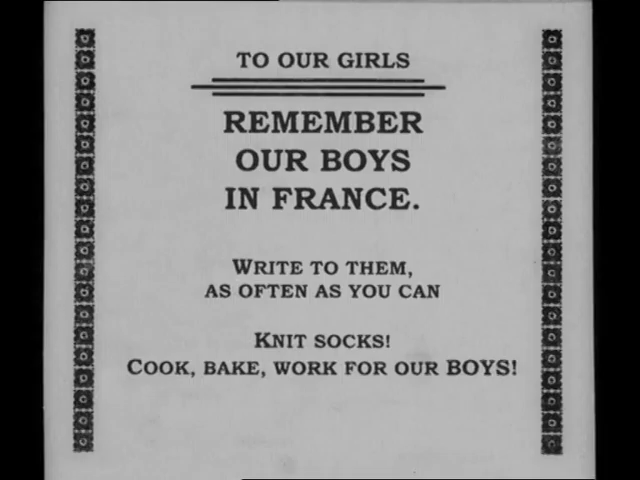 TO OUR GIRLS
REMEMBER
OUR BOYS
IN FRANCE.
WRITE TO THEM,
AS OFTEN AS YOU CAN
KNIT SOCKS!
COOK, BAKE, WORK FOR OUR BOYS!